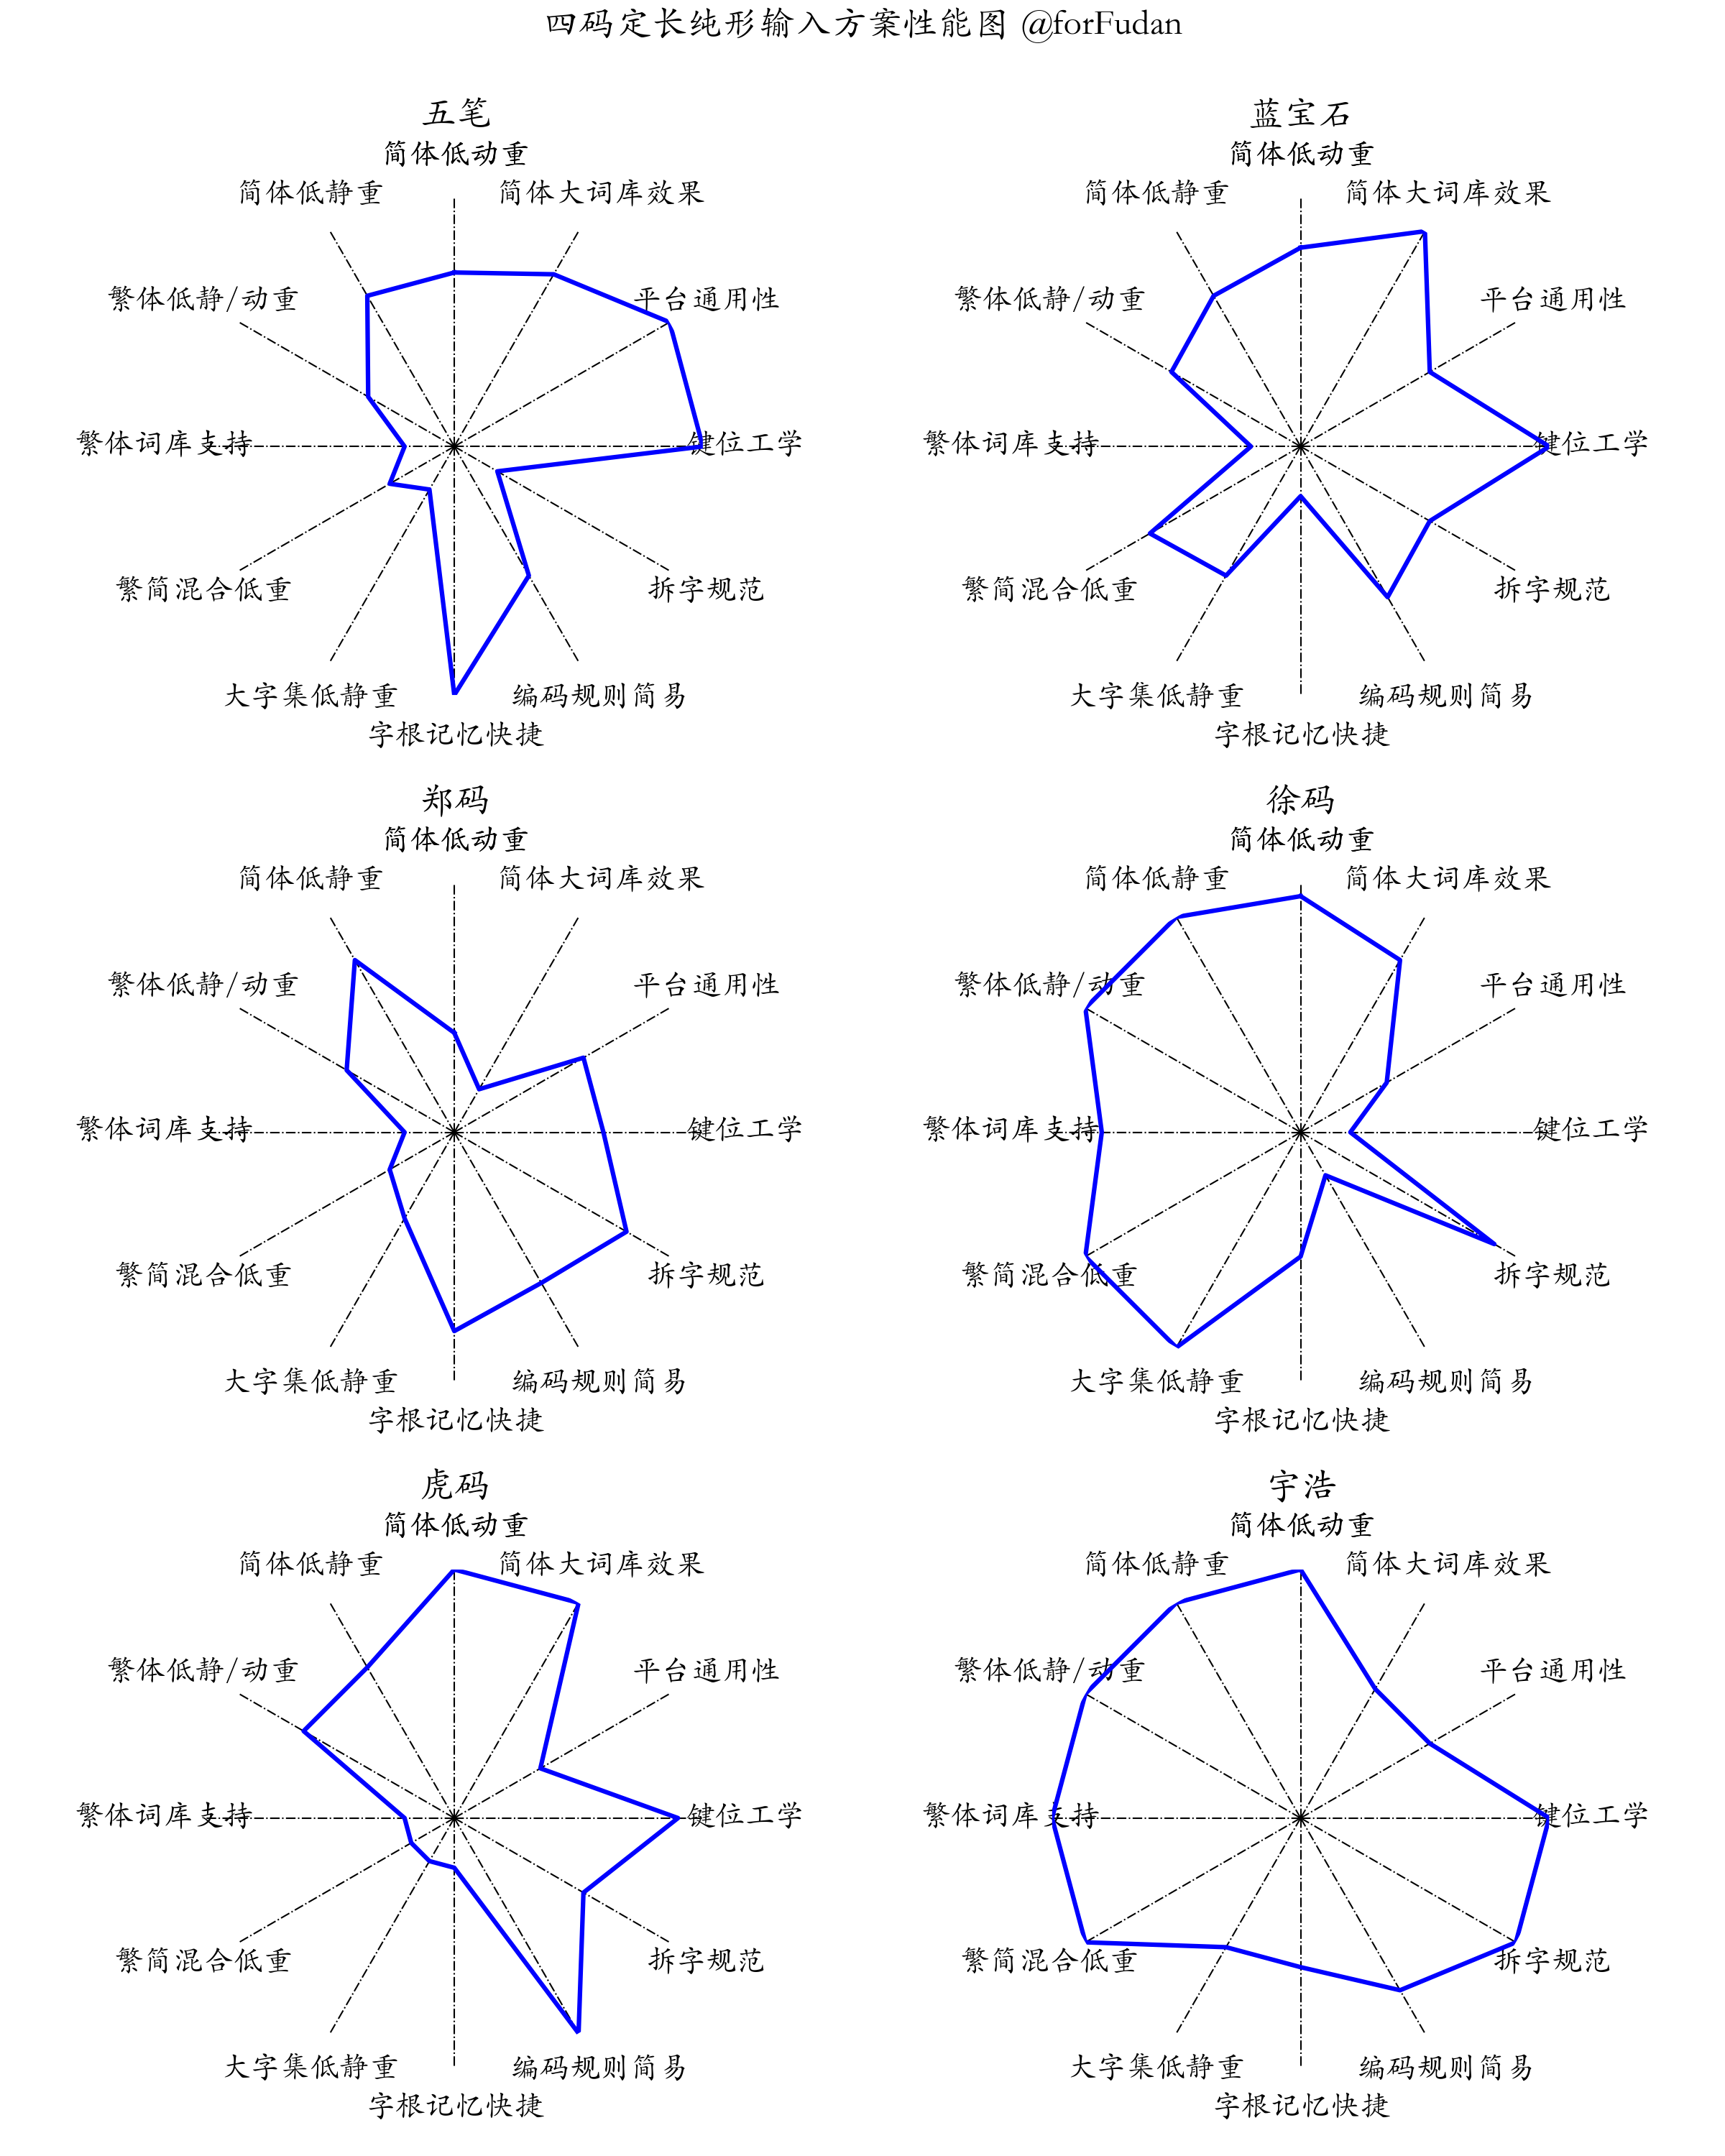 四码定长纯形输入方案性能图 @forFudan
五笔
简体低动重
简体低静重
简体大词库效果
繁体低静/动重
平台通用性
繁体词库支持
键位工学
繁简混合低重
拆字规范
大字集低静重
编码规则简易
字根记忆快捷
蓝宝石
简体低动重
简体低静重
简体大词库效果
繁体低静/动重
平台通用性
繁体词库支持
键位工学
繁简混合低重
拆字规范
大字集低静重
编码规则简易
字根记忆快捷
郑码
简体低动重
简体低静重
简体大词库效果
繁体低静/动重
平台通用性
繁体词库支持
键位工学
繁简混合低重
拆字规范
大字集低静重
编码规则简易
字根记忆快捷
徐码
简体低动重
简体低静重
简体大词库效果
繁体低静/动重
平台通用性
繁体词库支持
键位工学
繁简混合低重
拆字规范
大字集低静重
编码规则简易
字根记忆快捷
虎码
简体低动重
简体低静重
简体大词库效果
繁体低静/动重
平台通用性
繁体词库支持
键位工学
繁简混合低重
拆字规范
大字集低静重
编码规则简易
字根记忆快捷
宇浩
简体低动重
简体低静重
简体大词库效果
繁体低静/动重
平台通用性
繁体词库支持
键位工学
繁简混合低重
拆字规范
大字集低静重
编码规则简易
字根记忆快捷